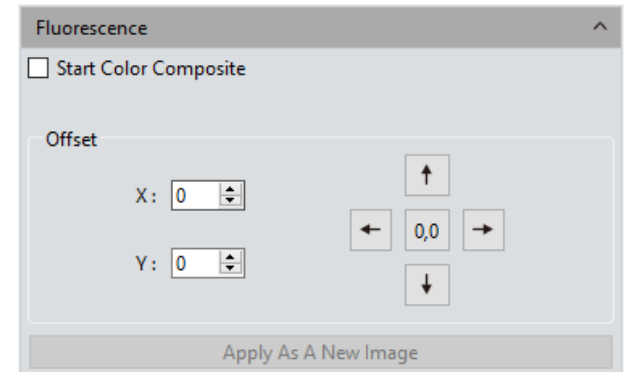 Fluorescence
Start Color Composite
Offset
X: 0
0,0
Y: 0
Apply As A New Image